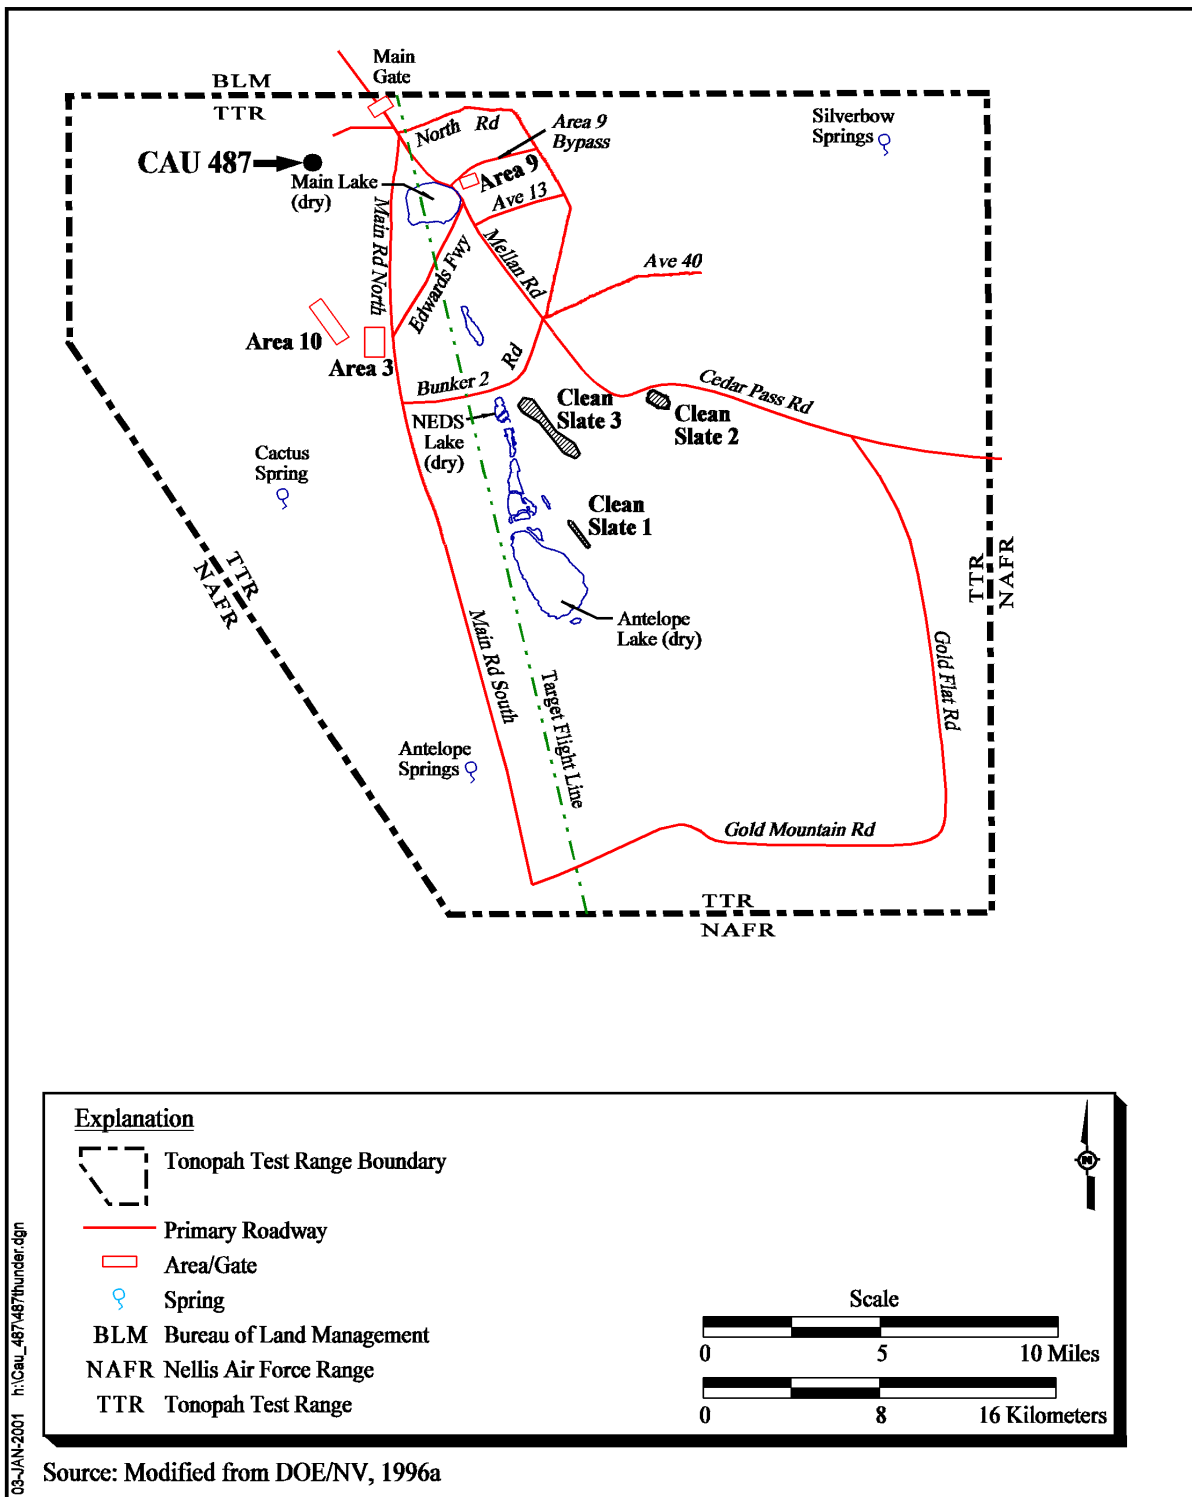 Main
Gate
BLM
TTR
North Rd
Area 9
Bypass
Silverbow
Springs
CAU 487
Main Lake
(dry)
Area 9
Ave 13
Main Rd North
Edwards Fwy
Mellan Rd
Ave 40
Area 10
Area 3
Bunker 2 Rd
Cedar Pass Rd
Clean
Slate 3
Clean
Slate 2
NEDS
Lake
(dry)
Cactus
Spring
Clean
Slate 1
TTR
NAFR
TTR
NAFR
Antelope
Lake (dry)
Main Rd South
Target Flight Line
Gold Flat Rd
Antelope
Springs
Gold Mountain Rd
TTR
NAFR
Explanation
Tonopah Test Range Boundary
Primary Roadway
Area/Gate
Spring
BLM Bureau of Land Management
NAFR Nellis Air Force Range
TTR Tonopah Test Range
N
Scale
0 5 10 Miles
0 8 16 Kilometers
03-JAN-2001 h:\Cau_487\487thunder.dgn
Source: Modified from DOE/NV, 1996a